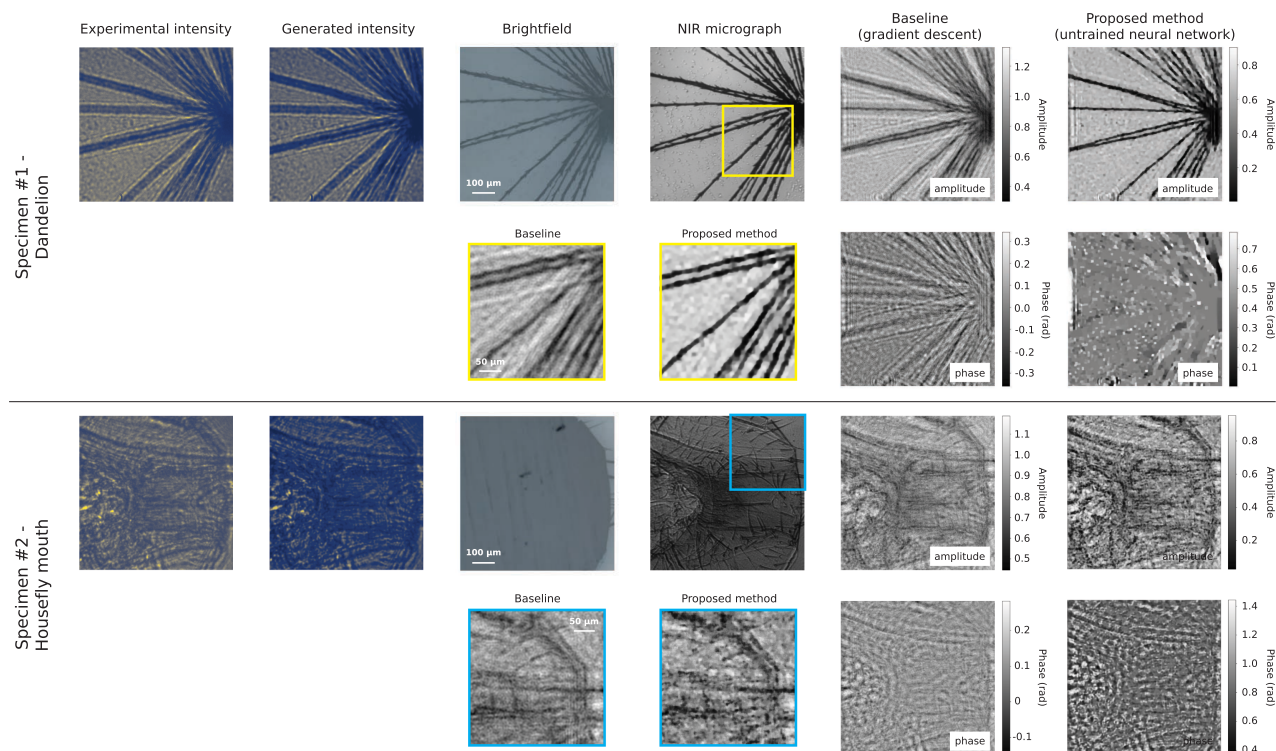 Experimental intensity
Generated intensity
Brightfield
NIR micrograph
Baseline
(gradient descent)
Proposed method
(untrained neural network)
Specimen #1 -
Dandelion
100 µm
amplitude
1.2
1.0
0.8
0.6
0.4
Amplitude
amplitude
0.8
0.6
0.4
0.2
Amplitude
Baseline
Proposed method
50 µm
phase
0.3
0.2
0.1
0.0
-0.1
-0.2
-0.3
Phase (rad)
phase
0.7
0.6
0.5
0.4
0.3
0.2
0.1
Phase (rad)
Specimen #2 -
Housefly mouth
100 µm
amplitude
1.1
1.0
0.9
0.8
0.7
0.6
0.5
Amplitude
amplitude
0.8
0.6
0.4
0.2
Amplitude
Baseline
Proposed method
50 µm
phase
0.2
0.1
0
-0.1
Phase (rad)
phase
1.4
1.2
1.0
0.8
0.6
0.4
Phase (rad)